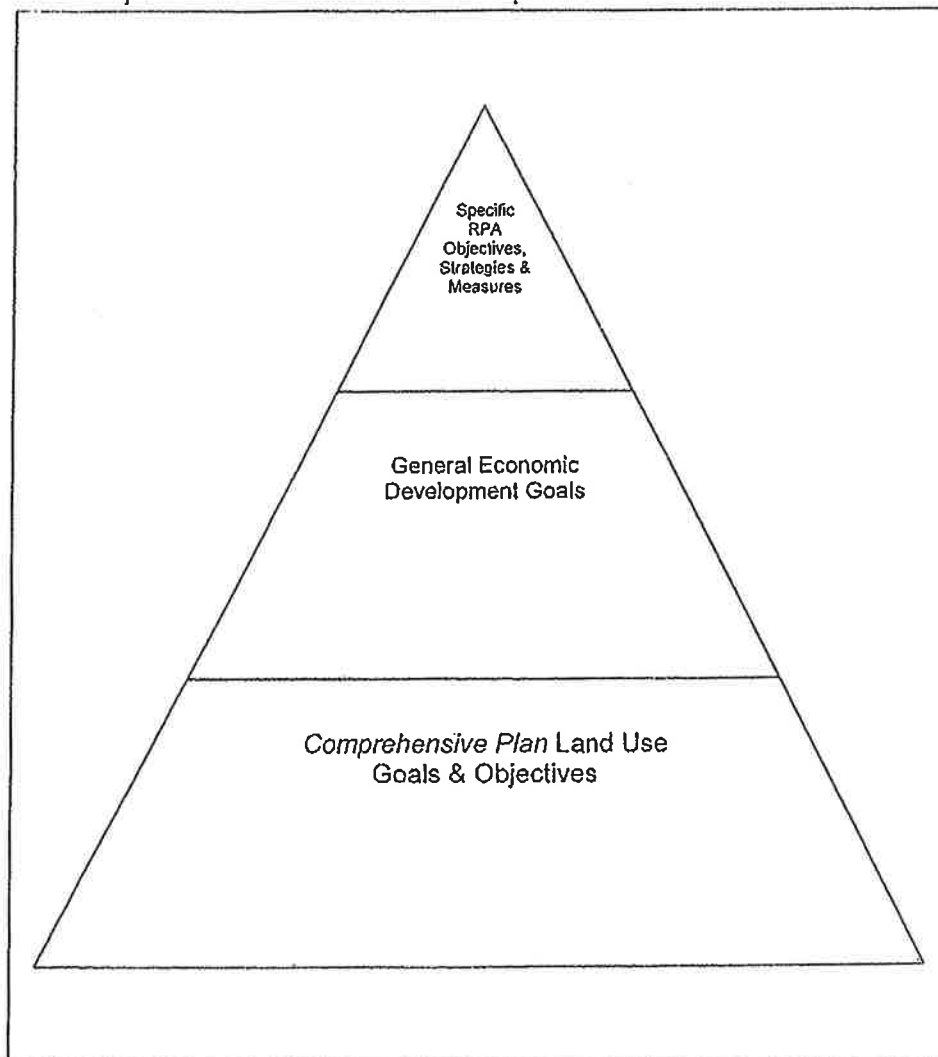 Specific
RPA
Objectives,
Strategies &
Measures
General Economic
Development Goals
Comprehensive Plan Land Use
Goals & Objectives